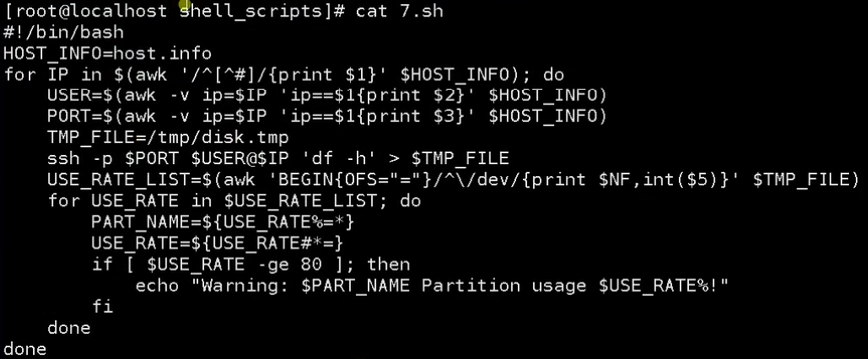 [root@localhost shell_scripts]# cat 7.sh
#!/bin/bash
HOST_INFO=host.info
for IP in $(awk '/^[^#]/{print $1}' $HOST_INFO); do
    USER=$(awk -v ip=$IP 'ip==$1{print $2}' $HOST_INFO)
    PORT=$(awk -v ip=$IP 'ip==$1{print $3}' $HOST_INFO)
    TMP_FILE=/tmp/disk.tmp
    ssh -p $PORT $USER@$IP 'df -h' > $TMP_FILE
    USE_RATE_LIST=$(awk 'BEGIN{OFS="="}/^\/dev/{print $NF,int($5)}' $TMP_FILE)
    for USE_RATE in $USE_RATE_LIST; do
        PART_NAME=${USE_RATE%=*}
        USE_RATE=${USE_RATE#*=}
        if [ $USE_RATE -ge 80 ]; then
            echo "Warning: $PART_NAME Partition usage $USE_RATE%!"
        fi
    done
done